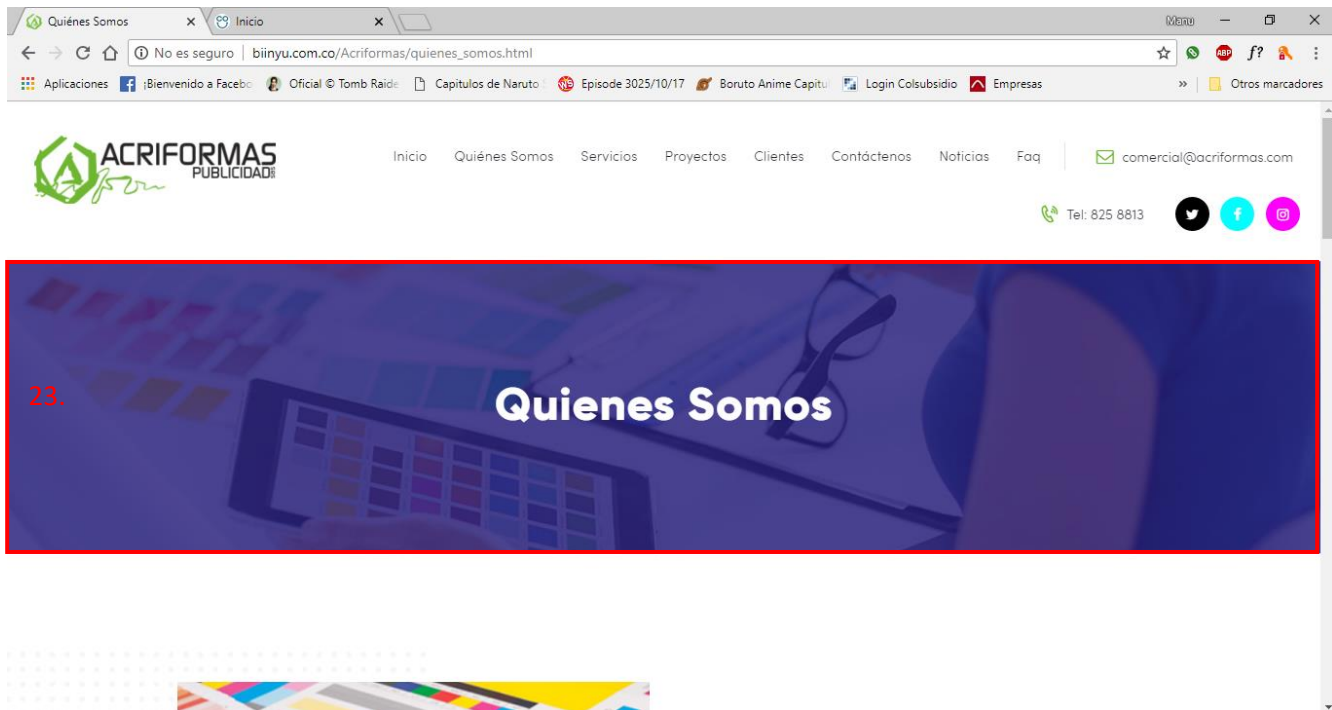 Quiénes Somos
Inicio
Manu
No es seguro | biinyu.com.co/Acriformas/quienes_somos.html
ABP
f?
Aplicaciones
¡Bienvenido a Facebo
Oficial © Tomb Raide
Capitulos de Naruto S
Episode 3025/10/17
Boruto Anime Capitu
Login Colsubsidio
Empresas
»
Otros marcadores
ACRIFORMAS
PUBLICIDAD
Inicio
Quiénes Somos
Servicios
Proyectos
Clientes
Contáctenos
Noticias
Faq
comercial@acriformas.com
Tel: 825 8813
23.
Quienes Somos